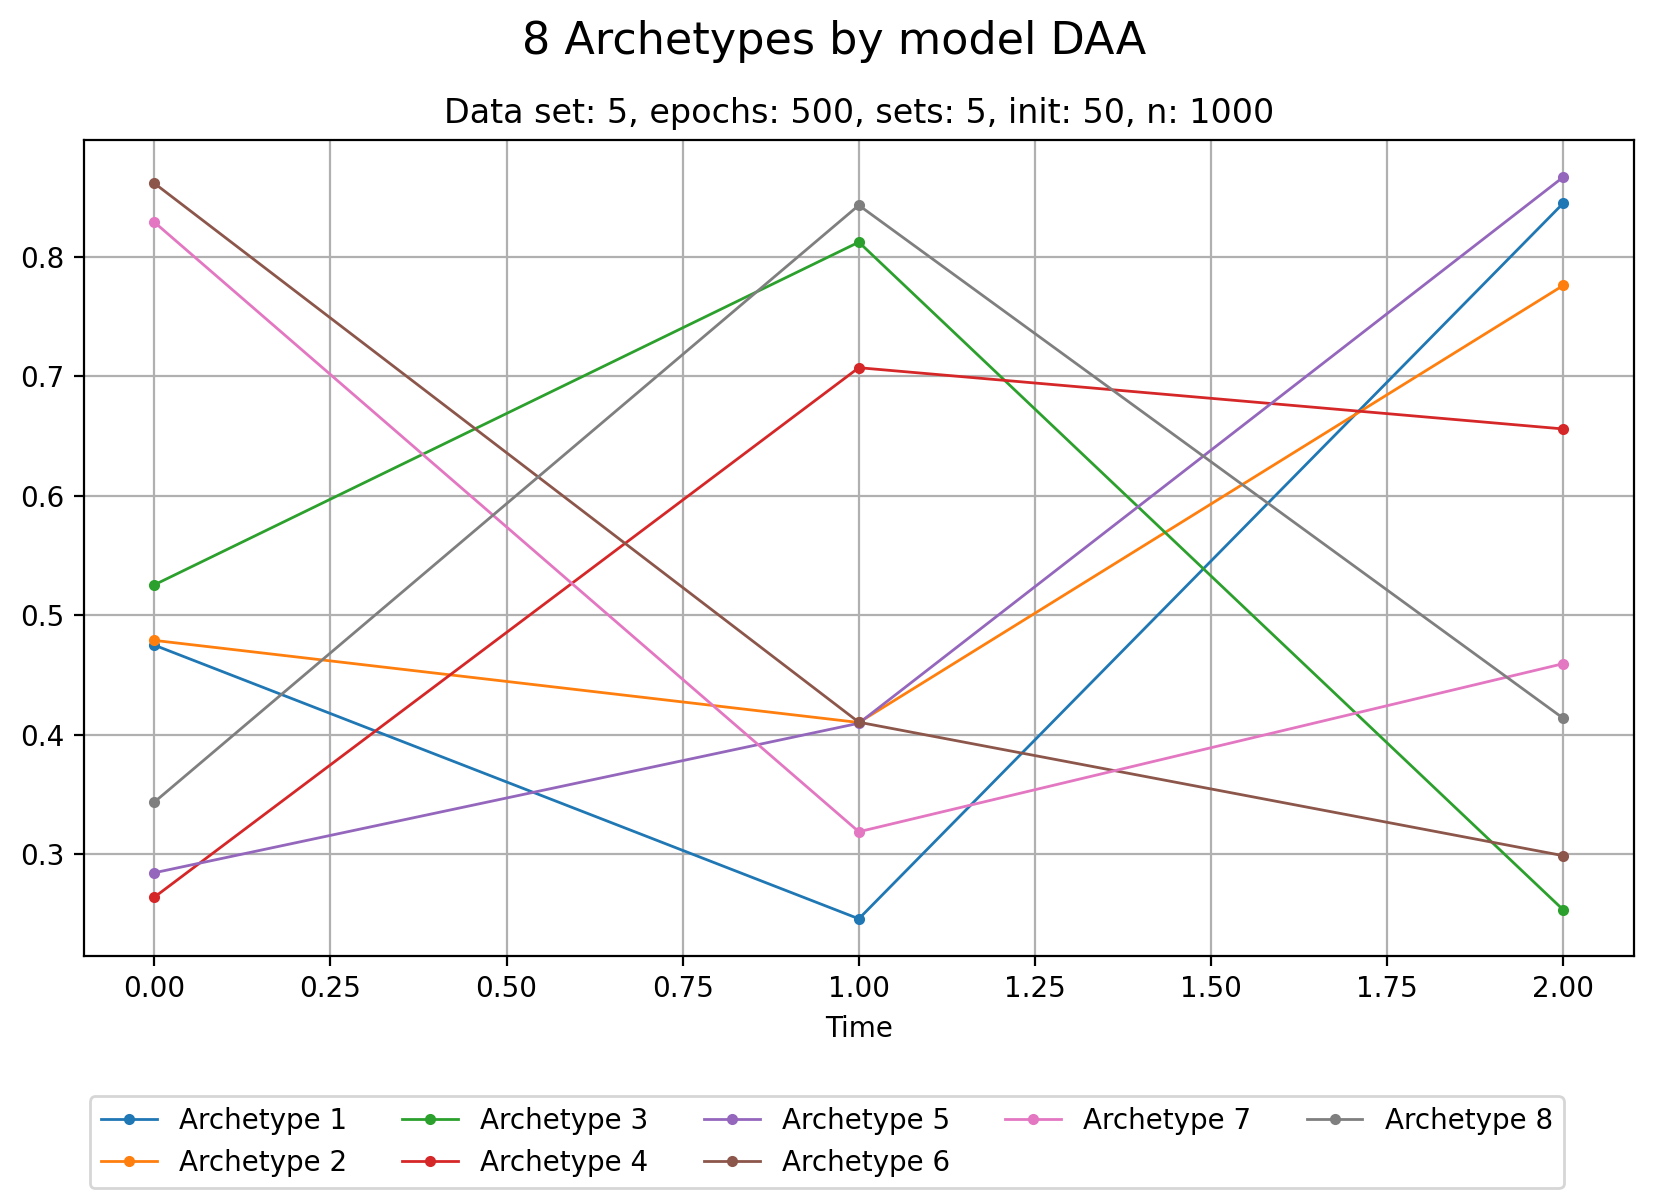 8 Archetypes by model DAA
Data set: 5, epochs: 500, sets: 5, init: 50, n: 1000
0.8
0.7
0.6
0.5
0.4
0.3
0.00 0.25 0.50 0.75 1.00 1.25 1.50 1.75 2.00
Time
Archetype 1 Archetype 3 Archetype 5 Archetype 7 Archetype 8
Archetype 2 Archetype 4 Archetype 6